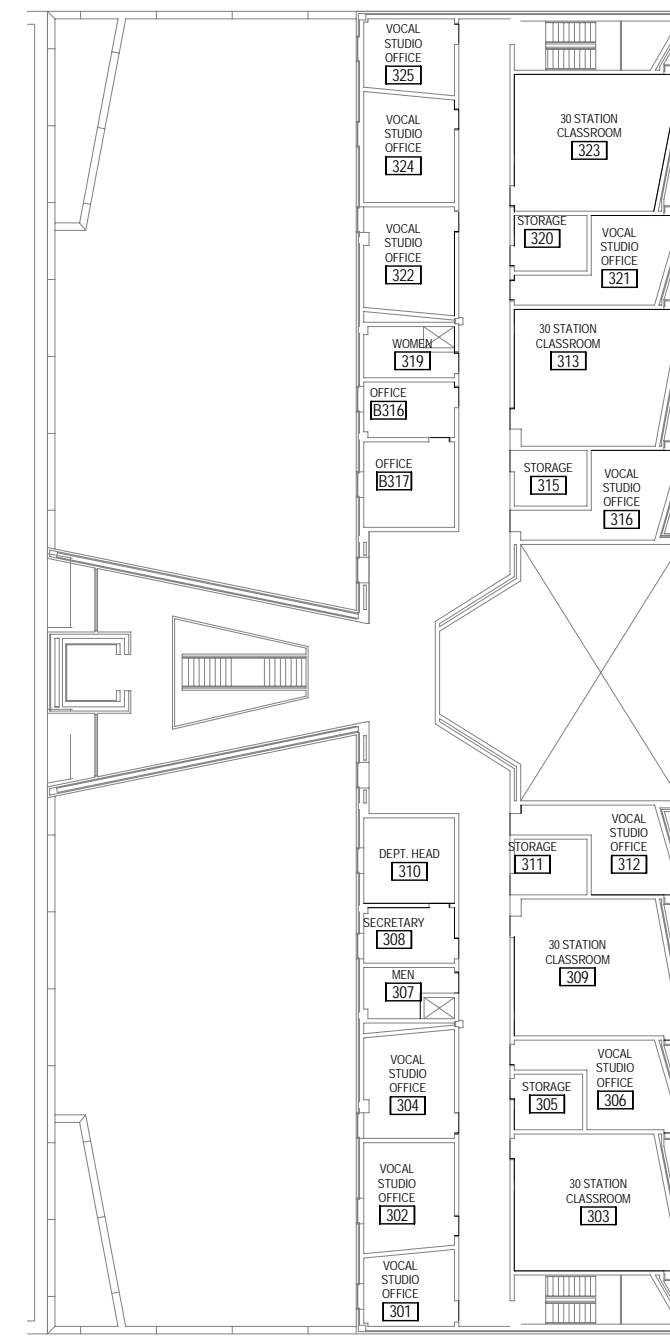 VOCAL
STUDIO
OFFICE
325
VOCAL
STUDIO
OFFICE
324
30 STATION
CLASSROOM
323
VOCAL
STUDIO
OFFICE
322
STORAGE
320
VOCAL
STUDIO
OFFICE
321
WOMEN
319
30 STATION
CLASSROOM
313
OFFICE
B316
OFFICE
B317
STORAGE
315
VOCAL
STUDIO
OFFICE
316
DEPT. HEAD
310
STORAGE
311
VOCAL
STUDIO
OFFICE
312
SECRETARY
308
30 STATION
CLASSROOM
309
MEN
307
VOCAL
STUDIO
OFFICE
304
STORAGE
305
VOCAL
STUDIO
OFFICE
306
VOCAL
STUDIO
OFFICE
302
30 STATION
CLASSROOM
303
VOCAL
STUDIO
OFFICE
301